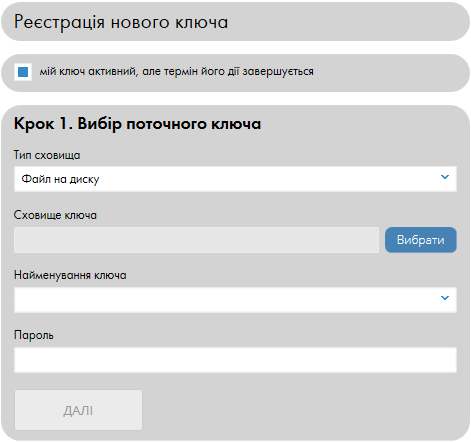 Реєстрація нового ключа
мій ключ активний, але термін його дії завершується
Крок 1. Вибір поточного ключа
Тип сховища
Файл на диску
Сховище ключа
Вибрати
Найменування ключа
Пароль
ДАЛІ